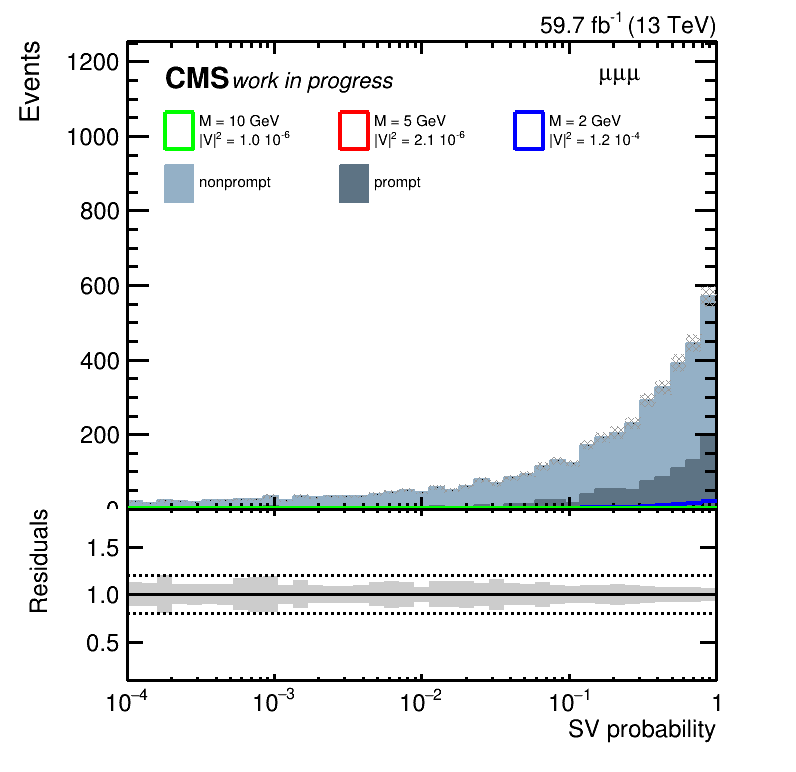 59.7 fb⁻¹ (13 TeV)
Events
1200
1000
800
600
400
200
0
CMS work in progress
μμμ
M = 10 GeV
|V|² = 1.0 10⁻⁶
M = 5 GeV
|V|² = 2.1 10⁻⁶
M = 2 GeV
|V|² = 1.2 10⁻⁴
nonprompt
prompt
Residuals
1.5
1.0
0.5
10⁻⁴ 10⁻³ 10⁻² 10⁻¹ 1
SV probability